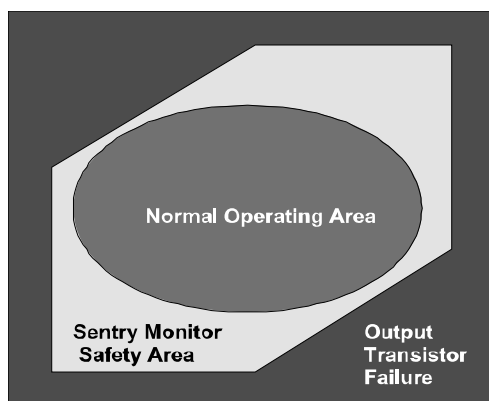 Normal Operating Area
Sentry Monitor
Safety Area
Output
Transistor
Failure